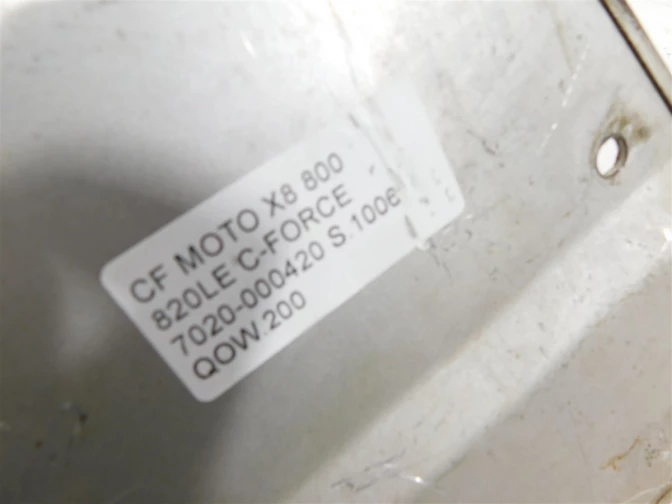 CF MOTO X8 800
820LE C-FORCE
7020-000420 S.1006
QOW.200